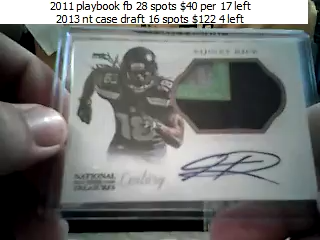 2011 playbook fb 28 spots $40 per 17 left
2013 nt case draft 16 spots $122 4 left
SIDNEY RICE
18
NATIONAL
TREASURES
Century